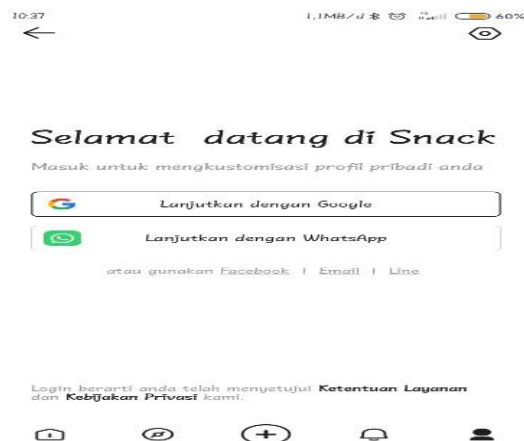 10:37 1,1MB/d 60%
Selamat datang di Snack
Masuk untuk mengkustomisasi profil pribadi anda
Lanjutkan dengan Google
Lanjutkan dengan WhatsApp
atau gunakan Facebook | Email | Line
Login berarti anda telah menyetujui Ketentuan Layanan
dan Kebijakan Privasi kami.